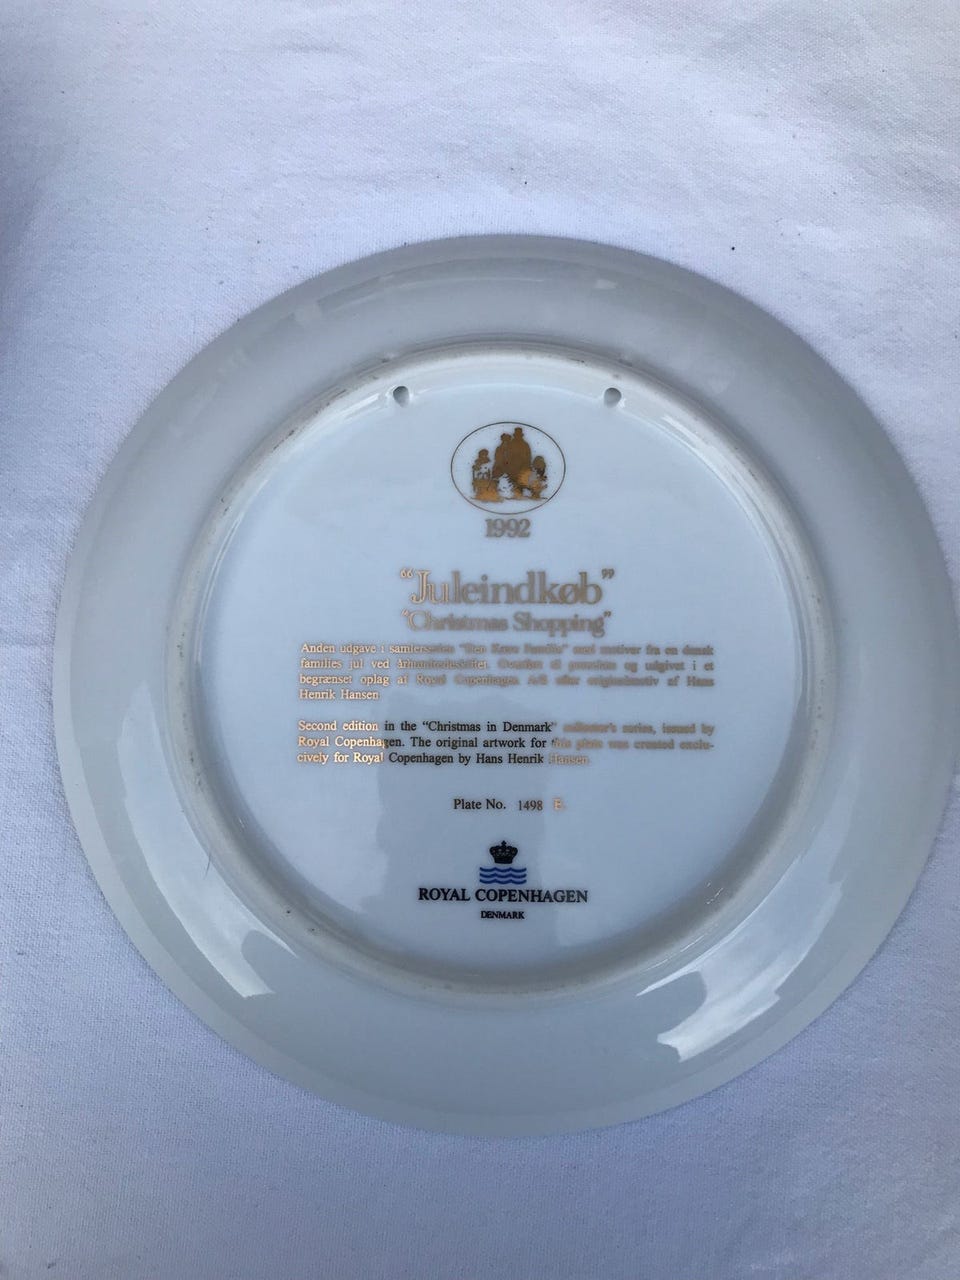 1992
"Juleindkøb"
"Christmas Shopping"
Anden udgave i samlerserien "Den Kære Familie" med motiver fra en dansk
families jul ved århundredeskiftet. Overført til porcelæn og udgivet i et
begrænset oplag af Royal Copenhagen A/S efter originalmotiv af Hans
Henrik Hansen
Second edition in the "Christmas in Denmark" collector's series, issued by
Royal Copenhagen. The original artwork for this plate was created exclu-
cively for Royal Copenhagen by Hans Henrik Hansen.
Plate No. 1498 E.
ROYAL COPENHAGEN
DENMARK